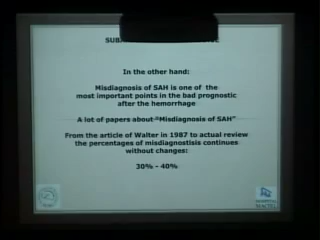 In the other hand:
Misdiagnosis of SAH is one of the
most important points in the bad prognostic
after the hemorrhage
A lot of papers about "Misdiagnosis of SAH"
From the article of Walter in 1987 to actual review
the percentages of misdiagnostisis continues
without changes:
30% - 40%